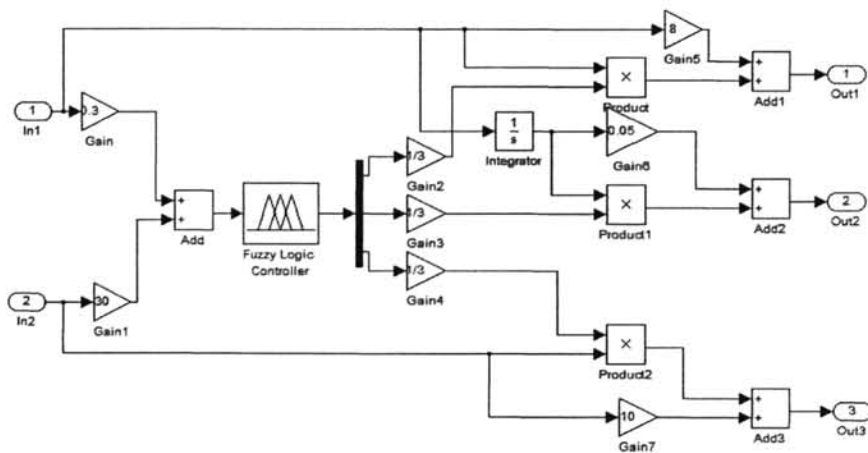 8
Gain5
+
+
Add1
1
Out1
×
Product
1
In1
0.3
Gain
1
s
Integrator
0.05
Gain6
1/3
Gain2
+
+
Add
Fuzzy Logic
Controller
1/3
Gain3
×
Product1
+
+
Add2
2
Out2
1/3
Gain4
2
In2
30
Gain1
×
Product2
10
Gain7
+
+
Add3
3
Out3